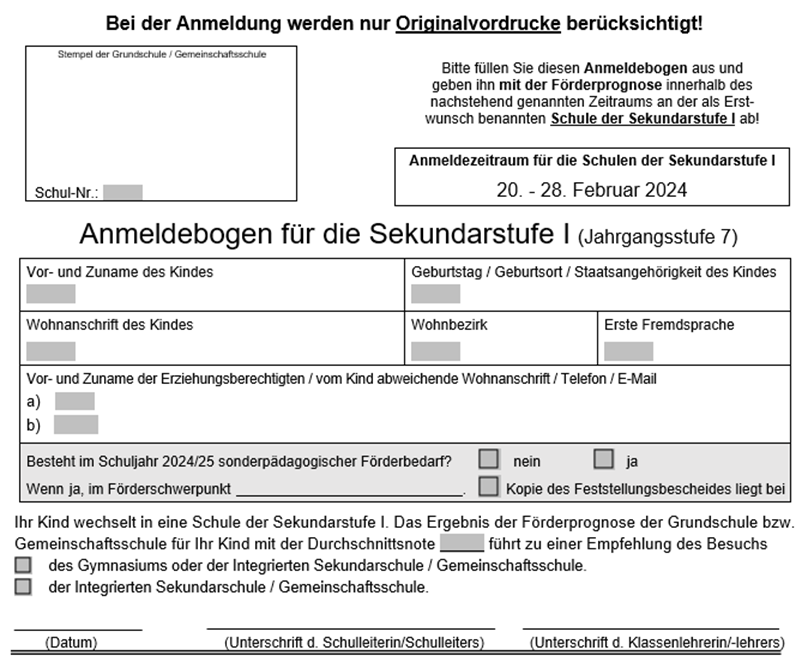 Bei der Anmeldung werden nur Originalvordrucke berücksichtigt!
Stempel der Grundschule / Gemeinschaftsschule
Schul-Nr.:
Bitte füllen Sie diesen Anmeldebogen aus und
geben ihn mit der Förderprognose innerhalb des
nachstehend genannten Zeitraums an der als Erst-
wunsch benannten Schule der Sekundarstufe I ab!
Anmeldezeitraum für die Schulen der Sekundarstufe I
20. - 28. Februar 2024
Anmeldebogen für die Sekundarstufe I (Jahrgangsstufe 7)
Vor- und Zuname des Kindes
Geburtstag / Geburtsort / Staatsangehörigkeit des Kindes
Wohnanschrift des Kindes
Wohnbezirk
Erste Fremdsprache
Vor- und Zuname der Erziehungsberechtigten / vom Kind abweichende Wohnanschrift / Telefon / E-Mail
a)
b)
Besteht im Schuljahr 2024/25 sonderpädagogischer Förderbedarf? nein ja
Wenn ja, im Förderschwerpunkt ____________________________. Kopie des Feststellungsbescheides liegt bei
Ihr Kind wechselt in eine Schule der Sekundarstufe I. Das Ergebnis der Förderprognose der Grundschule bzw.
Gemeinschaftsschule für Ihr Kind mit der Durchschnittsnote _____ führt zu einer Empfehlung des Besuchs
des Gymnasiums oder der Integrierten Sekundarschule / Gemeinschaftsschule.
der Integrierten Sekundarschule / Gemeinschaftsschule.
(Datum) (Unterschrift d. Schulleiterin/Schulleiters) (Unterschrift d. Klassenlehrerin/-lehrers)